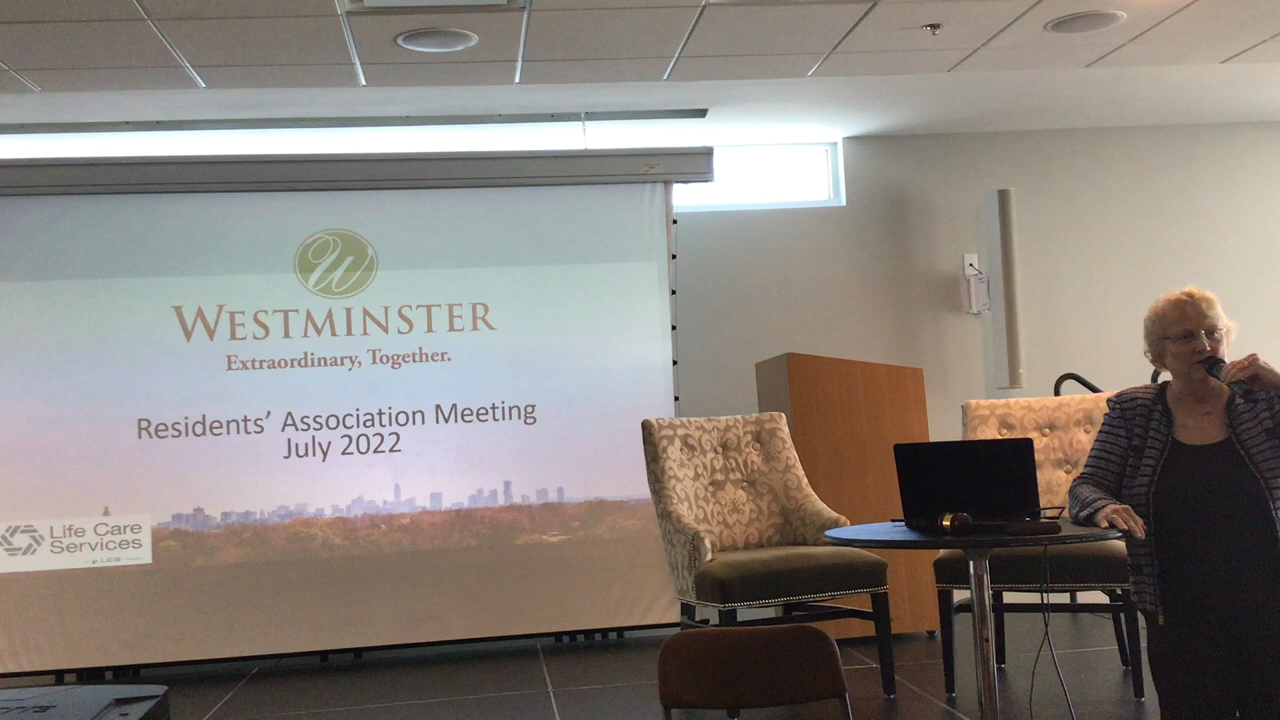 W
WESTMINSTER
Extraordinary, Together.
Residents' Association Meeting
July 2022
Life Care
Services